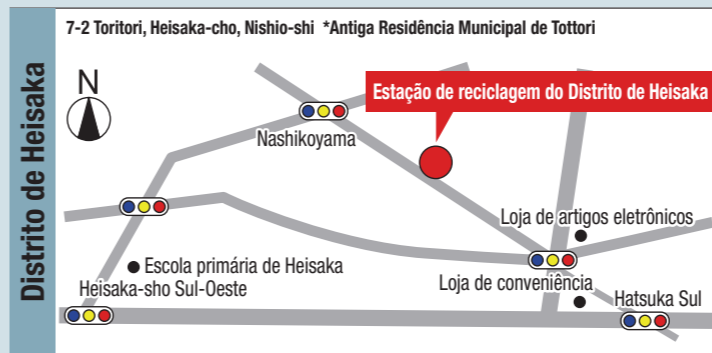 7-2 Toritori, Heisaka-cho, Nishio-shi *Antiga Residência Municipal de Tottori
Distrito de Heisaka
N
Estação de reciclagem do Distrito de Heisaka
Nashikoyama
Loja de artigos eletrônicos
Escola primária de Heisaka
Loja de conveniência
Heisaka-sho Sul-Oeste
Hatsuka Sul